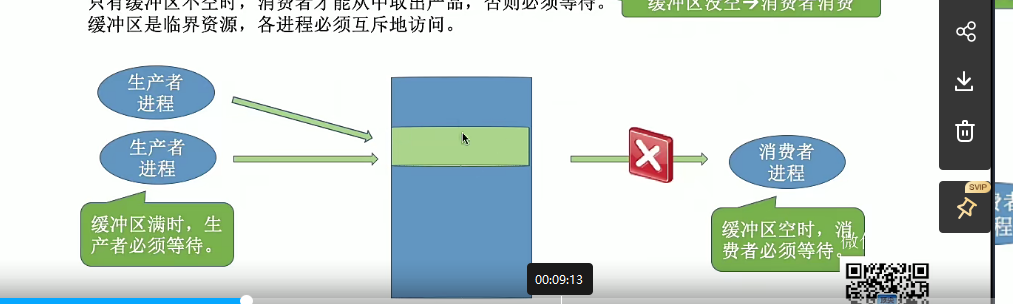 只有缓冲区不空时，消费者才能从中取出产品，否则必须等待。
缓冲区没空→消费者消费
缓冲区是临界资源，各进程必须互斥地访问。
生产者
进程
生产者
进程
消费者
进程
SVIP
缓冲区满时，生
产者必须等待。
缓冲区空时，消
费者必须等待。
微信
00:09:13